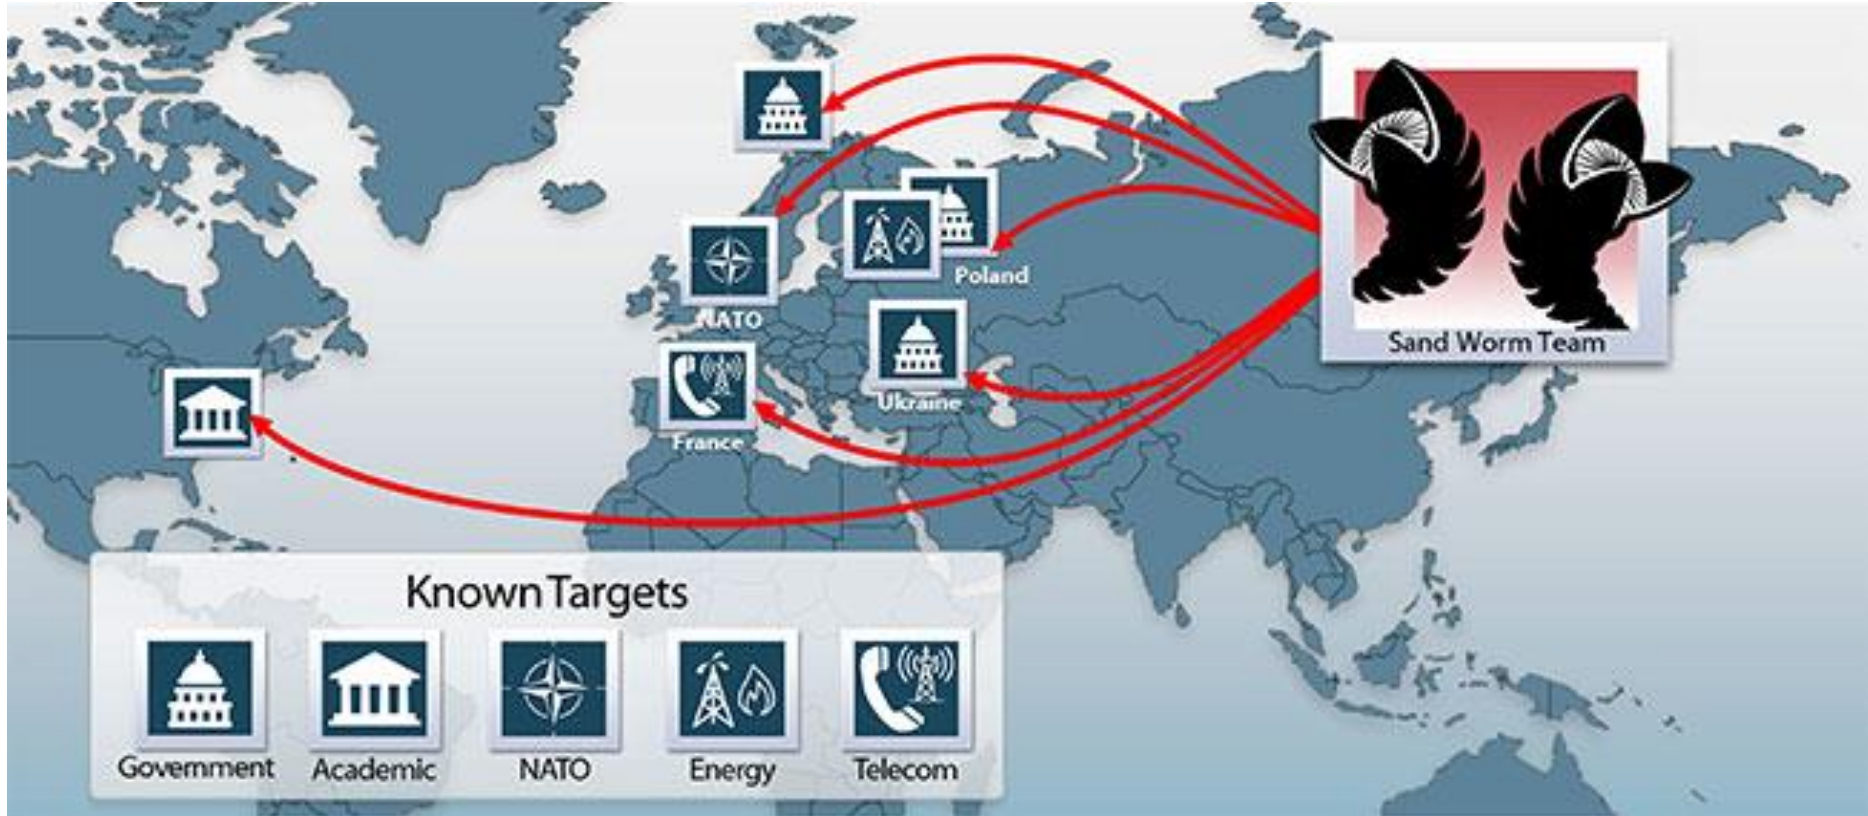 Poland
NATO
Sand Worm Team
Ukraine
France
Known Targets
Government
Academic
NATO
Energy
Telecom